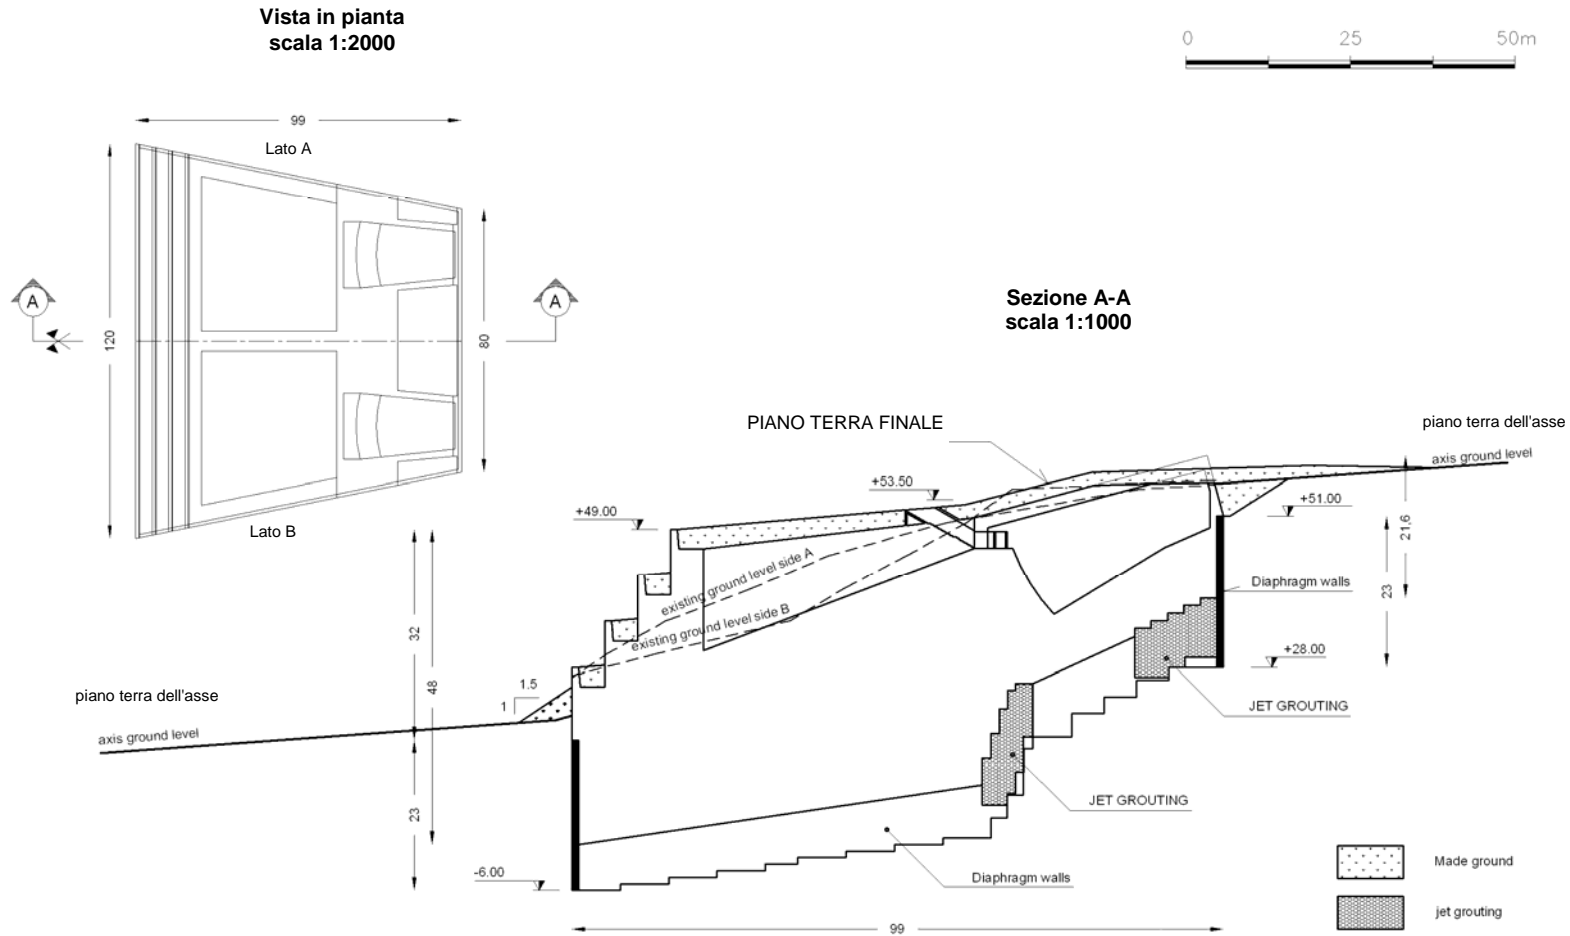 Vista in pianta
scala 1:2000
0 25 50m
99
Lato A
A
A
120
80
Lato B
Sezione A-A
scala 1:1000
PIANO TERRA FINALE
piano terra dell'asse
axis ground level
+53.50
+49.00
+51.00
21,6
existing ground level side A
existing ground level side B
Diaphragm walls
23
32
48
+28.00
1.5
1
piano terra dell'asse
axis ground level
JET GROUTING
JET GROUTING
23
-6.00
Diaphragm walls
99
Made ground
jet grouting